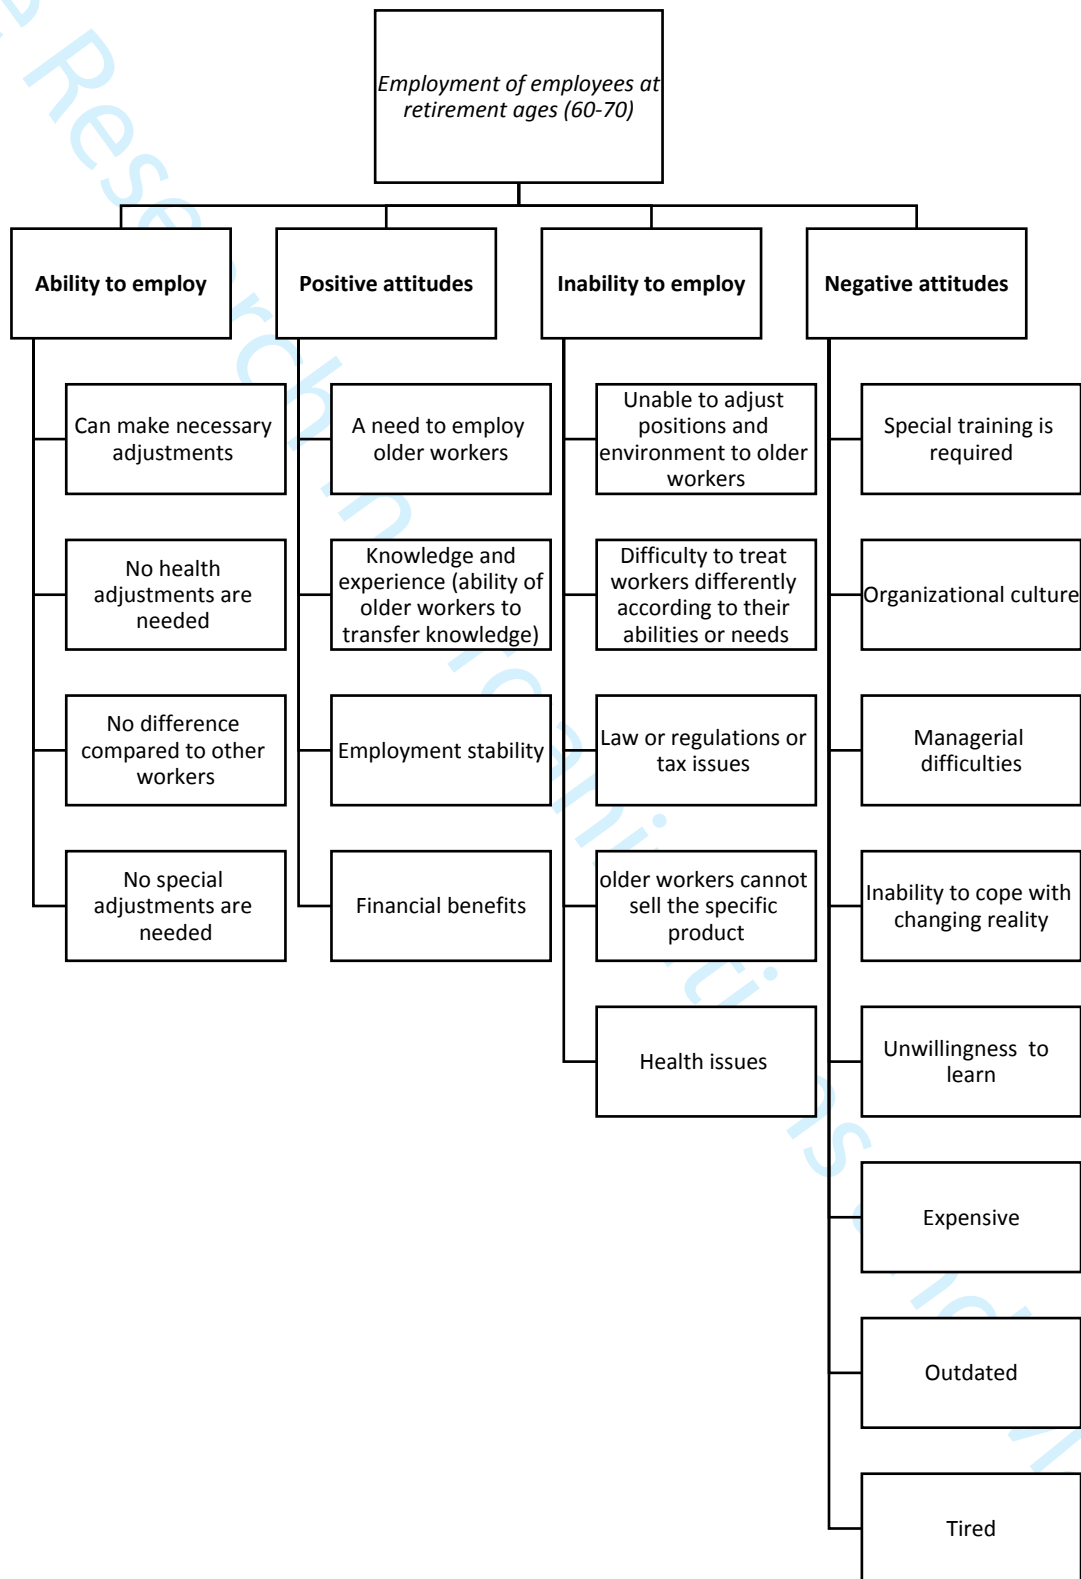 Employment of employees at
retirement ages (60-70)
Ability to employ
Can make necessary
adjustments
No health
adjustments are
needed
No difference
compared to other
workers
No special
adjustments are
needed
Positive attitudes
A need to employ
older workers
Knowledge and
experience (ability of
older workers to
transfer knowledge)
Employment stability
Financial benefits
Inability to employ
Unable to adjust
positions and
environment to older
workers
Difficulty to treat
workers differently
according to their
abilities or needs
Law or regulations or
tax issues
older workers cannot
sell the specific
product
Health issues
Negative attitudes
Special training is
required
Organizational culture
Managerial
difficulties
Inability to cope with
changing reality
Unwillingness to
learn
Expensive
Outdated
Tired